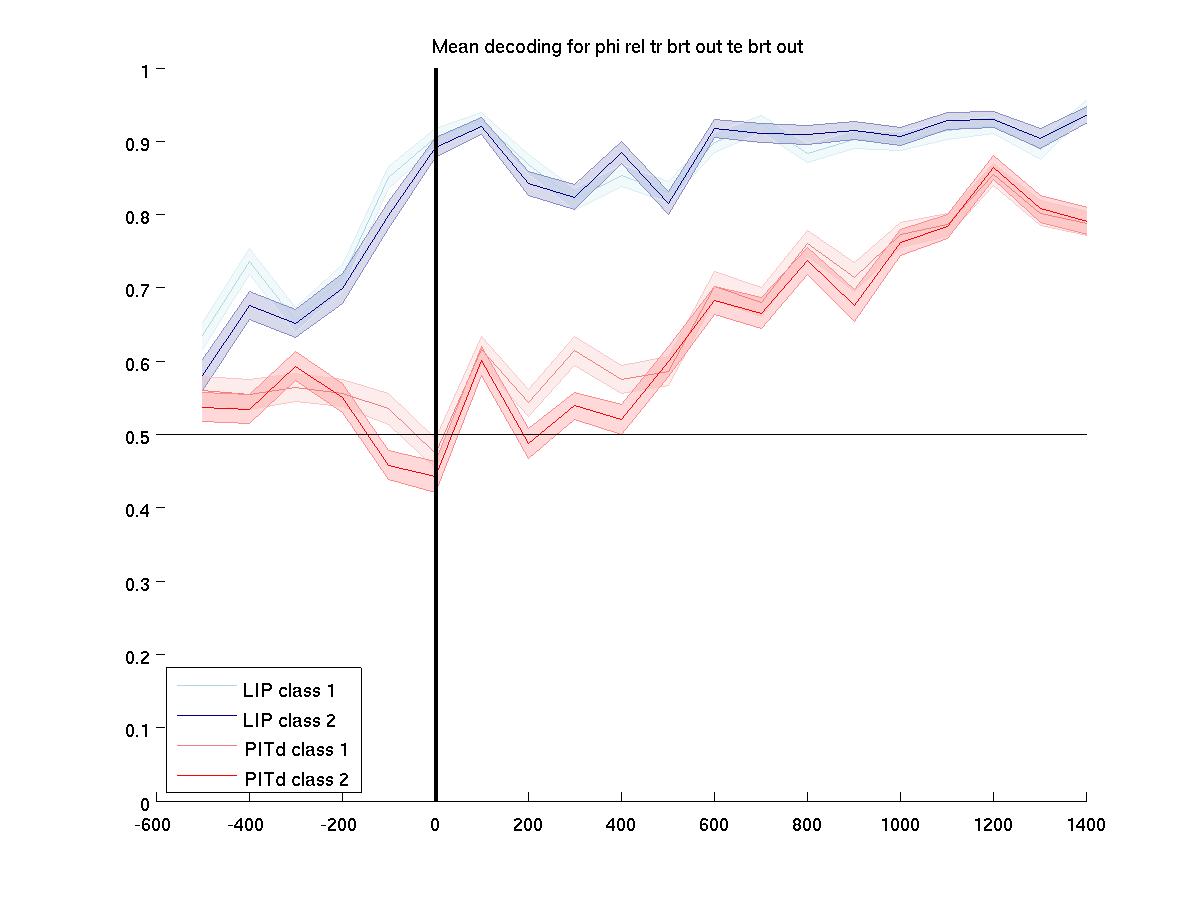 Mean decoding for phi rel tr brt out te brt out
1
0.9
0.8
0.7
0.6
0.5
0.4
0.3
0.2
0.1
0
LIP class 1
LIP class 2
PITd class 1
PITd class 2
-600 -400 -200 0 200 400 600 800 1000 1200 1400